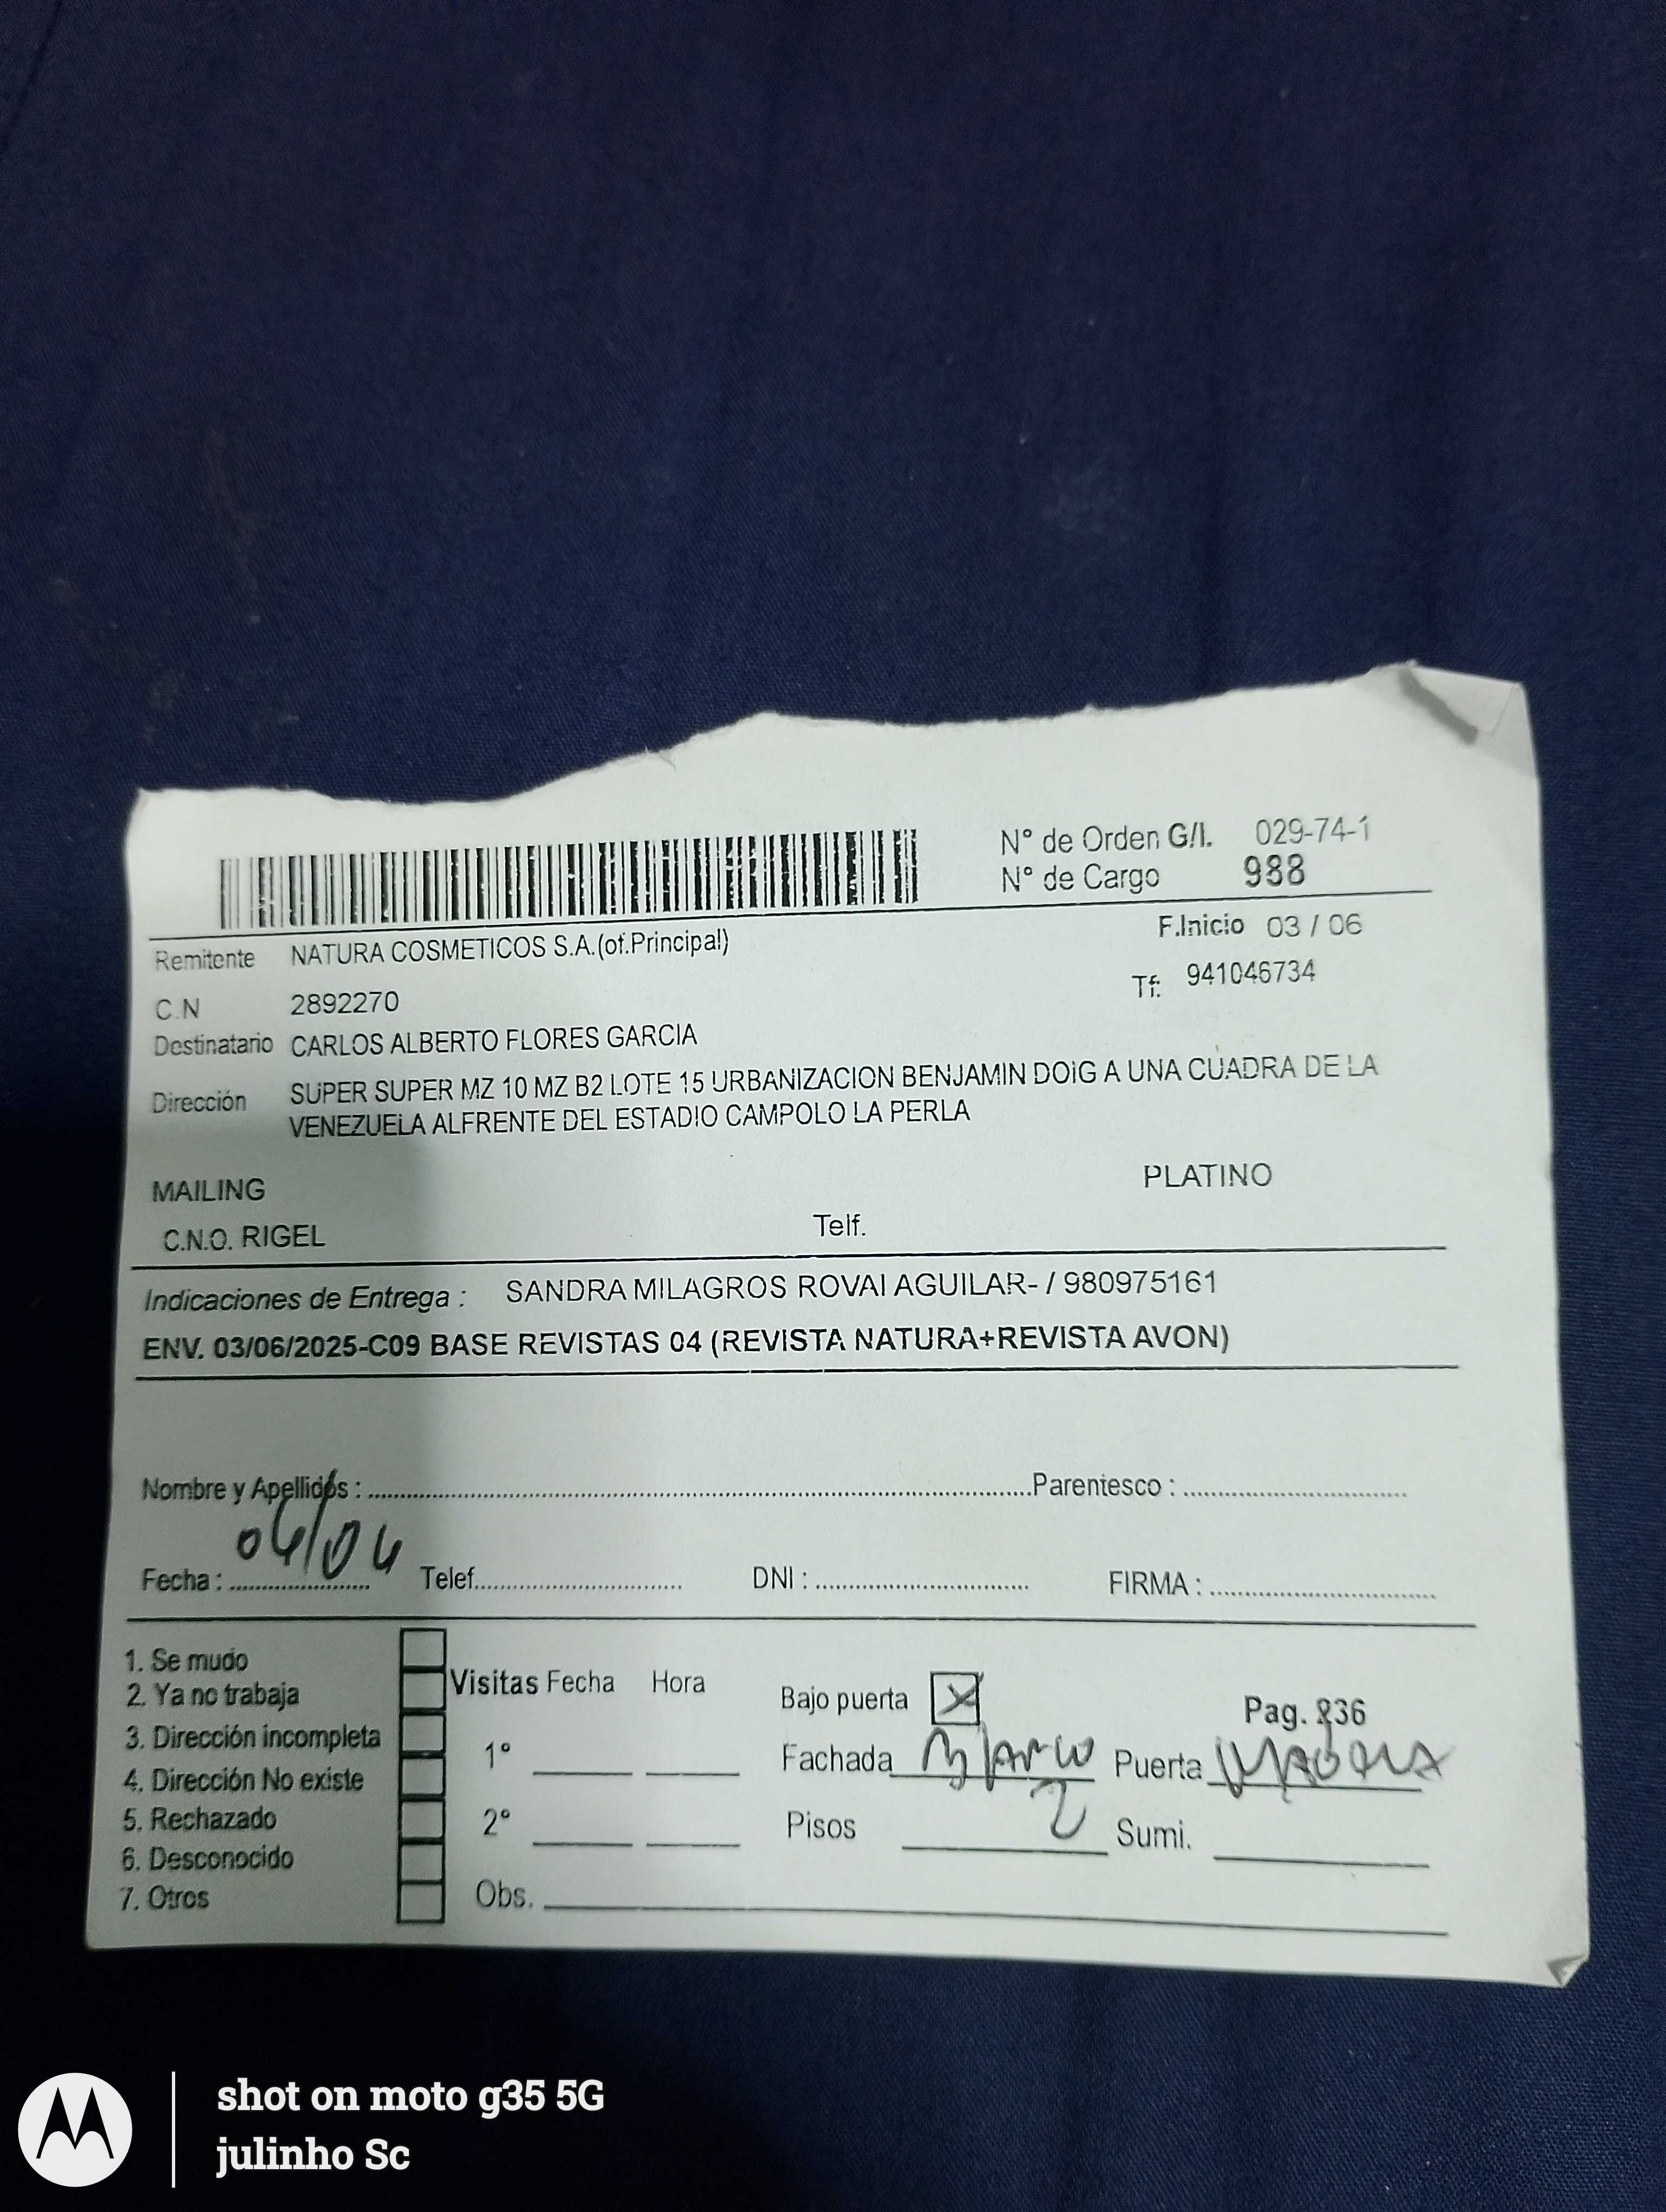 N° de Orden G/I. 029-74-1
N° de Cargo 988
F.Inicio 03 / 06
Remitente NATURA COSMETICOS S.A.(of.Principal)
Tf: 941046734
C.N 2892270
Destinatario CARLOS ALBERTO FLORES GARCIA
Dirección SUPER SUPER MZ 10 MZ B2 LOTE 15 URBANIZACION BENJAMIN DOIG A UNA CUADRA DE LA
VENEZUELA ALFRENTE DEL ESTADIO CAMPOLO LA PERLA
MAILING PLATINO
C.N.O. RIGEL Telf.
Indicaciones de Entrega : SANDRA MILAGROS ROVAI AGUILAR- / 980975161
ENV. 03/06/2025-C09 BASE REVISTAS 04 (REVISTA NATURA+REVISTA AVON)
Nombre y Apellidos : Parentesco :
Fecha : Telef. DNI : FIRMA :
1. Se mudo
2. Ya no trabaja
3. Dirección incompleta
4. Dirección No existe
5. Rechazado
6. Desconocido
7. Otros
Visitas Fecha Hora
1°
2°
Obs.
Bajo puerta X Pag. 236
Fachada Puerta
Pisos 2 Sumi.
shot on moto g35 5G
julinho Sc